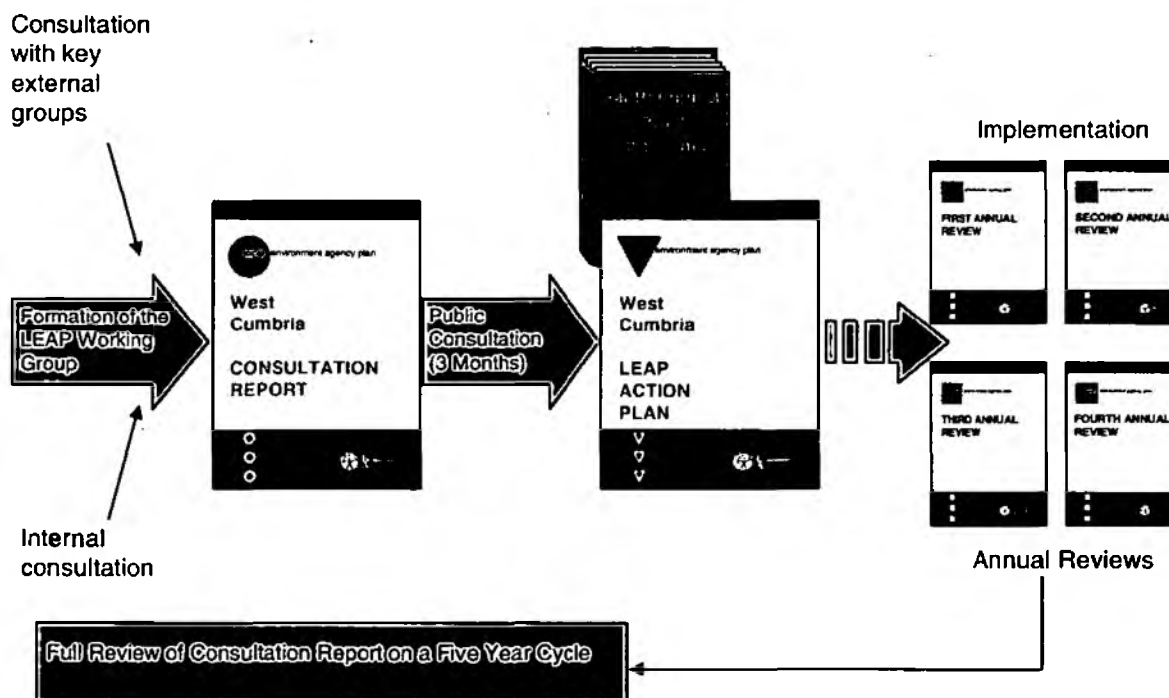 Consultation
with key
external
groups
Formation of the
LEAP Working
Group
Internal
consultation
environment agency plan
West
Cumbria
CONSULTATION
REPORT
Public
Consultation
(3 Months)
environment agency plan
West
Cumbria
LEAP
ACTION
PLAN
Implementation
FIRST ANNUAL
REVIEW
SECOND ANNUAL
REVIEW
THIRD ANNUAL
REVIEW
FOURTH ANNUAL
REVIEW
Annual Reviews
Full Review of Consultation Report on a Five Year Cycle